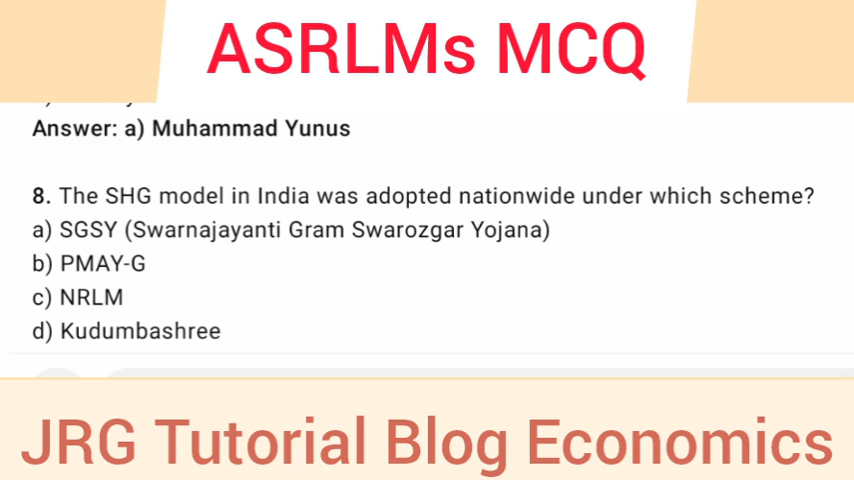 ASRLMs MCQ
Answer: a) Muhammad Yunus
8. The SHG model in India was adopted nationwide under which scheme?
a) SGSY (Swarnajayanti Gram Swarozgar Yojana)
b) PMAY-G
c) NRLM
d) Kudumbashree
JRG Tutorial Blog Economics